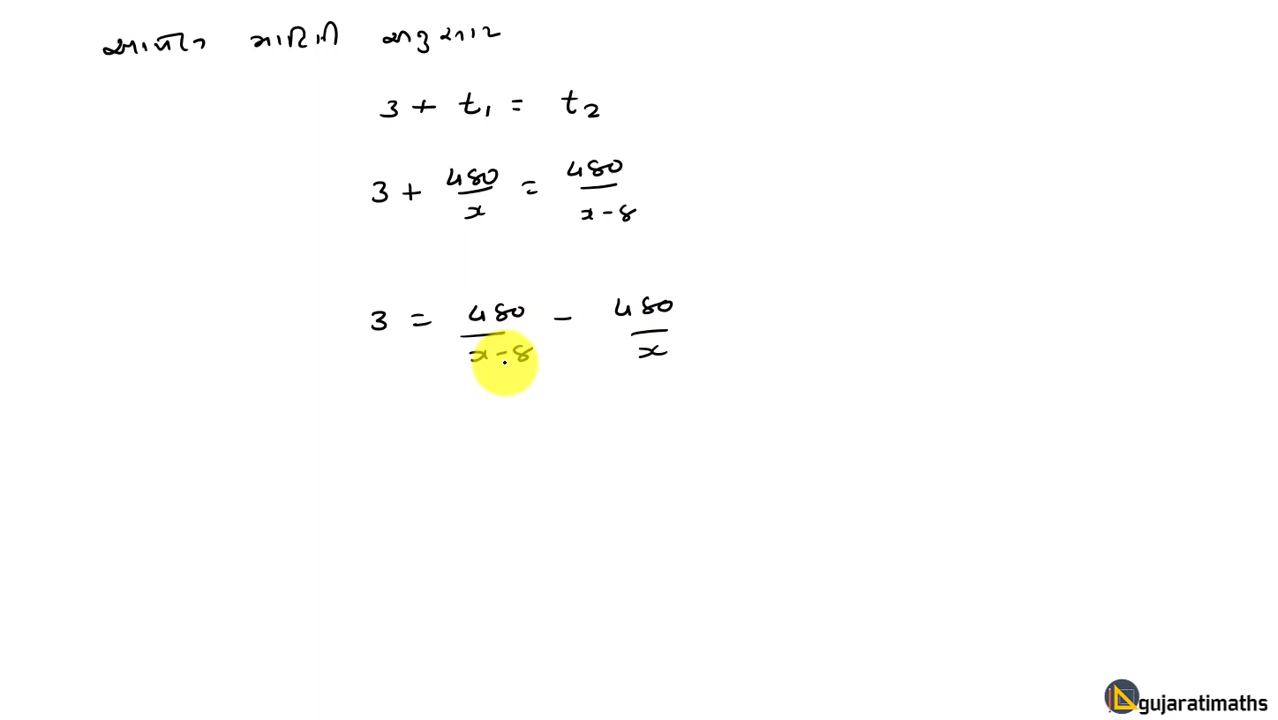 આપેલ માહિતી અનુસાર
3 + t₁ = t₂
3 + 480/x = 480/x-8
3 = 480/x-8 - 480/x
gujaratimaths